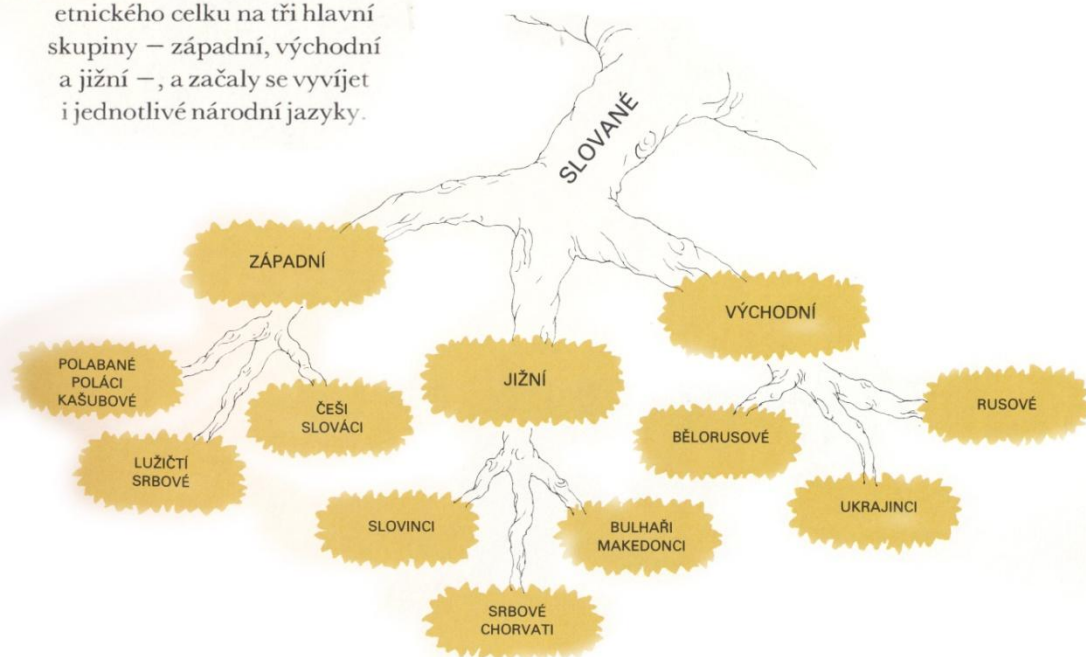 etnického celku na tři hlavní
skupiny — západní, východní
a jižní —, a začaly se vyvíjet
i jednotlivé národní jazyky.
SLOVANÉ
ZÁPADNÍ
VÝCHODNÍ
JIŽNÍ
POLABANÉ
POLÁCI
KAŠUBOVÉ
ČEŠI
SLOVÁCI
LUŽIČTÍ
SRBOVÉ
SLOVINCI
SRBOVÉ
CHORVATI
BULHAŘI
MAKEDONCI
BĚLORUSOVÉ
UKRAJINCI
RUSOVÉ